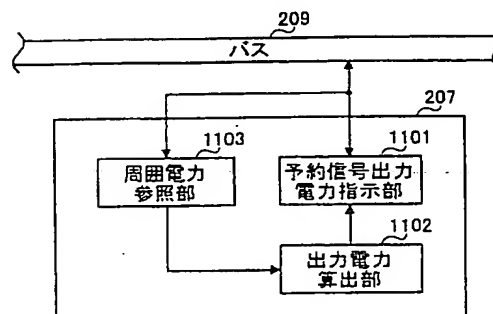 209
バス
207
1103
周囲電力
参照部
1101
予約信号出力
電力指示部
1102
出力電力
算出部